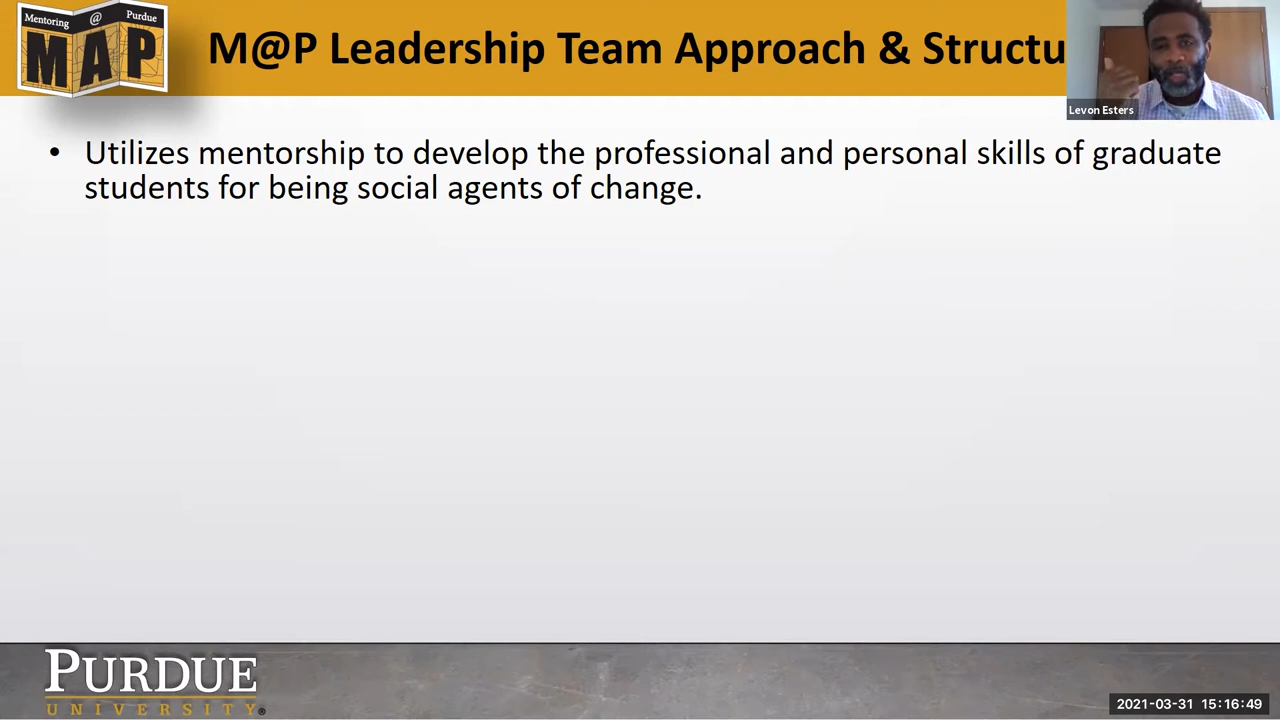 Mentoring @ Purdue
MAP
M@P Leadership Team Approach & Structu
Levon Esters
• Utilizes mentorship to develop the professional and personal skills of graduate
students for being social agents of change.
PURDUE
UNIVERSITY®
2021-03-31 15:16:49